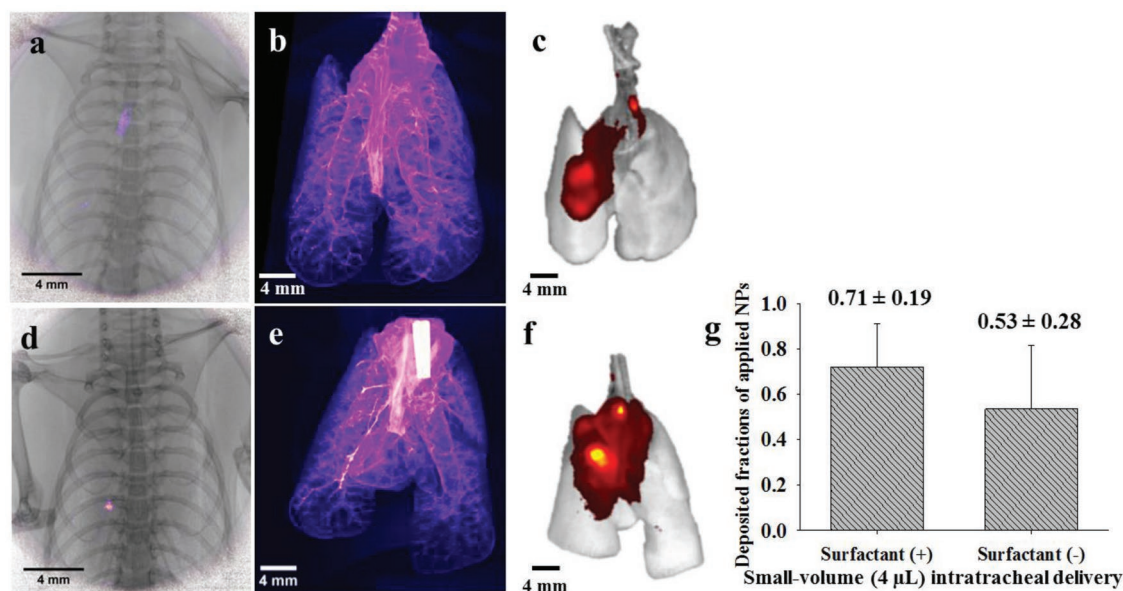 a
4 mm
b
4 mm
c
4 mm
d
4 mm
e
4 mm
f
4 mm
g
Deposited fractions of applied NPs
1.0
0.8
0.6
0.4
0.2
0.0
0.71 ± 0.19
0.53 ± 0.28
Surfactant (+)
Surfactant (-)
Small-volume (4 µL) intratracheal delivery